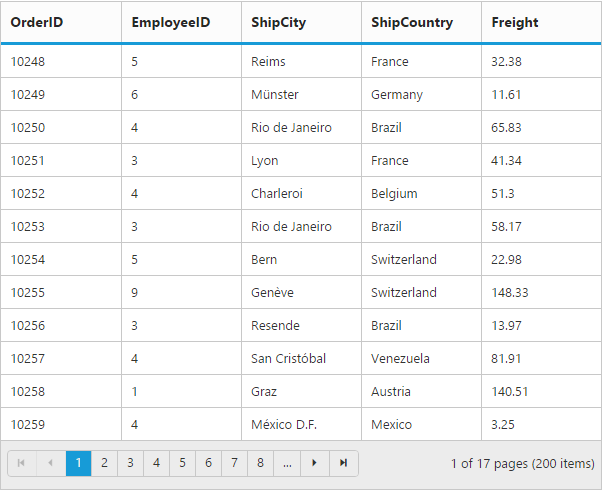 OrderID EmployeeID ShipCity ShipCountry Freight
10248 5 Reims France 32.38
10249 6 Münster Germany 11.61
10250 4 Rio de Janeiro Brazil 65.83
10251 3 Lyon France 41.34
10252 4 Charleroi Belgium 51.3
10253 3 Rio de Janeiro Brazil 58.17
10254 5 Bern Switzerland 22.98
10255 9 Genève Switzerland 148.33
10256 3 Resende Brazil 13.97
10257 4 San Cristóbal Venezuela 81.91
10258 1 Graz Austria 140.51
10259 4 México D.F. Mexico 3.25
1 2 3 4 5 6 7 8 ... 1 of 17 pages (200 items)